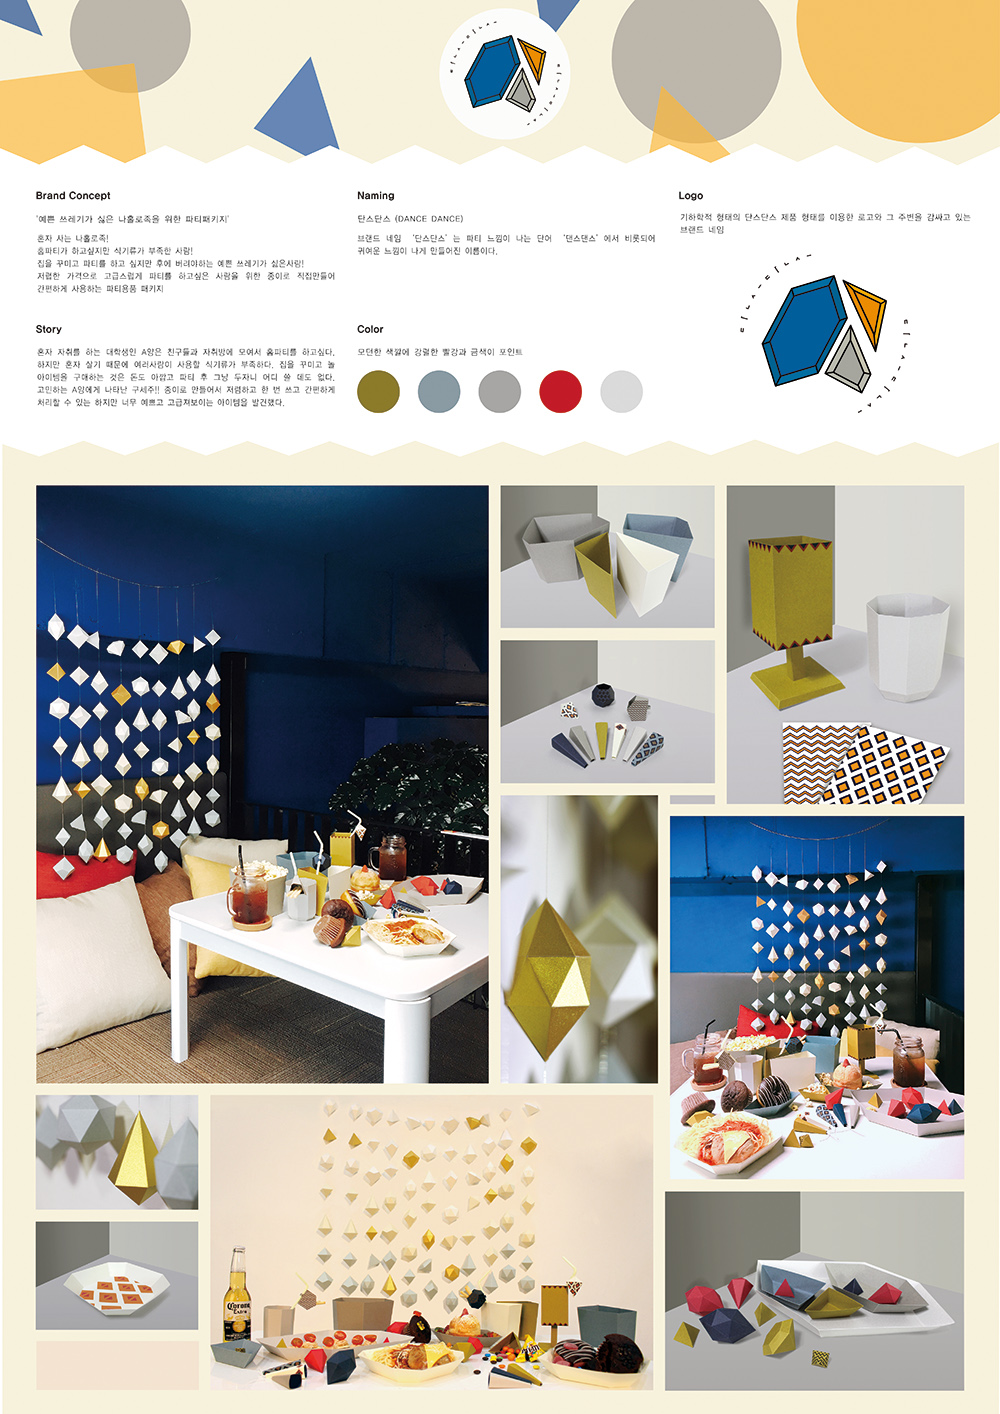 Brand Concept
'예쁜 쓰레기가 싫은 나홀로족을 위한 파티패키지'
혼자 사는 나홀로족!
홈파티가 하고싶지만 식기류가 부족한 사람!
집을 꾸미고 파티를 하고 싶지만 후에 버려야하는 예쁜 쓰레기가 싫은사람!
저렴한 가격으로 고급스럽게 파티를 하고싶은 사람을 위한 종이로 직접만들어
간편하게 사용하는 파티용품 패키지
Naming
단스단스 (DANCE DANCE)
브랜드 네임 '단스단스' 는 파티 느낌이 나는 단어 '댄스댄스' 에서 비롯되어
귀여운 느낌이 나게 만들어진 이름이다.
Logo
기하학적 형태의 단스단스 제품 형태를 이용한 로고와 그 주변을 감싸고 있는
브랜드 네임
Story
혼자 자취를 하는 대학생인 A양은 친구들과 자취방에 모여서 홈파티를 하고싶다.
하지만 혼자 살기 때문에 여러사람이 사용할 식기류가 부족하다. 집을 꾸미고 놀
아이템을 구매하는 것은 돈도 아깝고 파티 후 그냥 두자니 어디 쓸 데도 없다.
고민하는 A양에게 나타난 구세주!! 종이로 만들어서 저렴하고 한 번 쓰고 간편하게
처리할 수 있는 하지만 너무 예쁘고 고급져보이는 아이템을 발견했다.
Color
모던한 색깔에 강렬한 빨강과 금색이 포인트
Corona
Extra